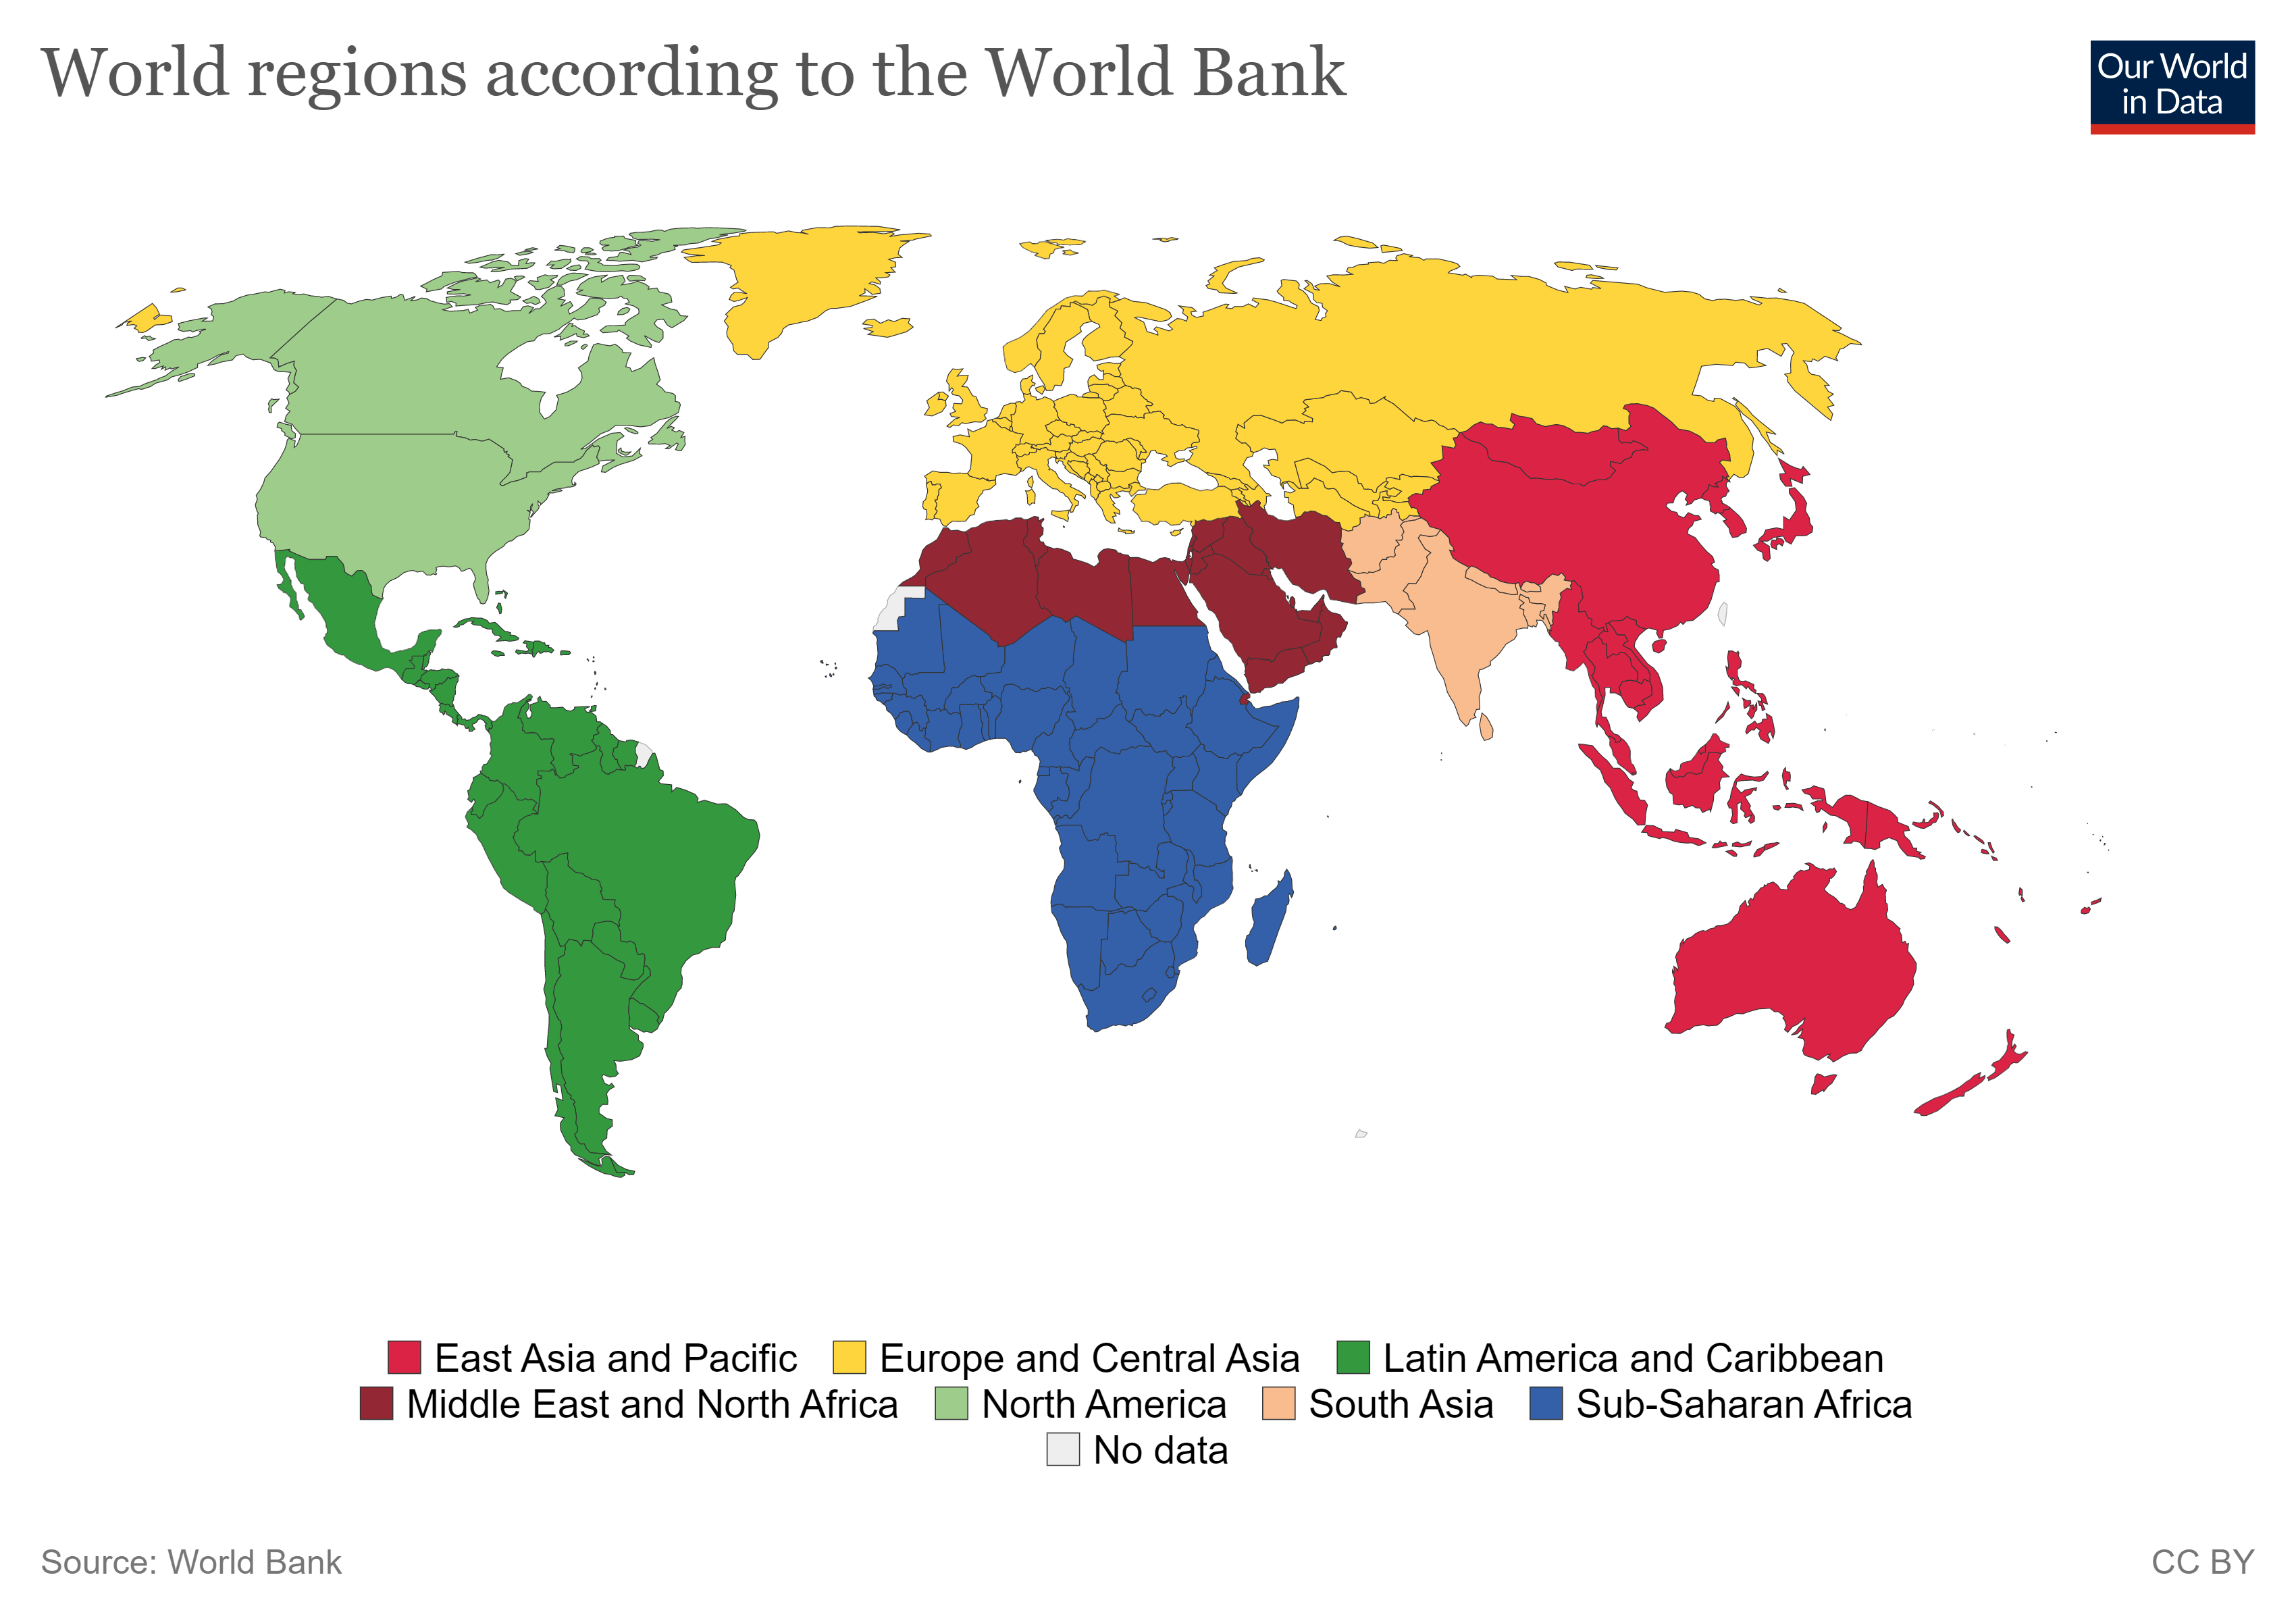 World regions according to the World Bank
Our World
in Data
East Asia and Pacific
Europe and Central Asia
Latin America and Caribbean
Middle East and North Africa
North America
South Asia
Sub-Saharan Africa
No data
Source: World Bank
CC BY